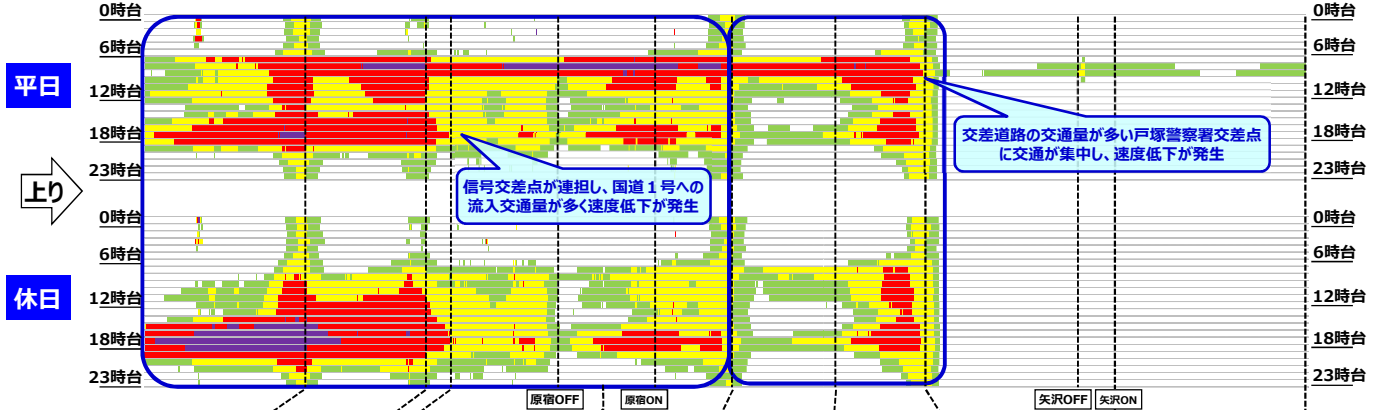 0時台 0時台
6時台 6時台
平日
12時台 12時台
18時台 18時台
交差道路の交通量が多い戸塚警察署交差点
に交通が集中し、速度低下が発生
23時台 23時台
信号交差点が連担し、国道１号への
流入交通量が多く速度低下が発生
上り
0時台 0時台
6時台 6時台
休日
12時台 12時台
18時台 18時台
23時台 23時台
原宿OFF 原宿ON 矢沢OFF 矢沢ON